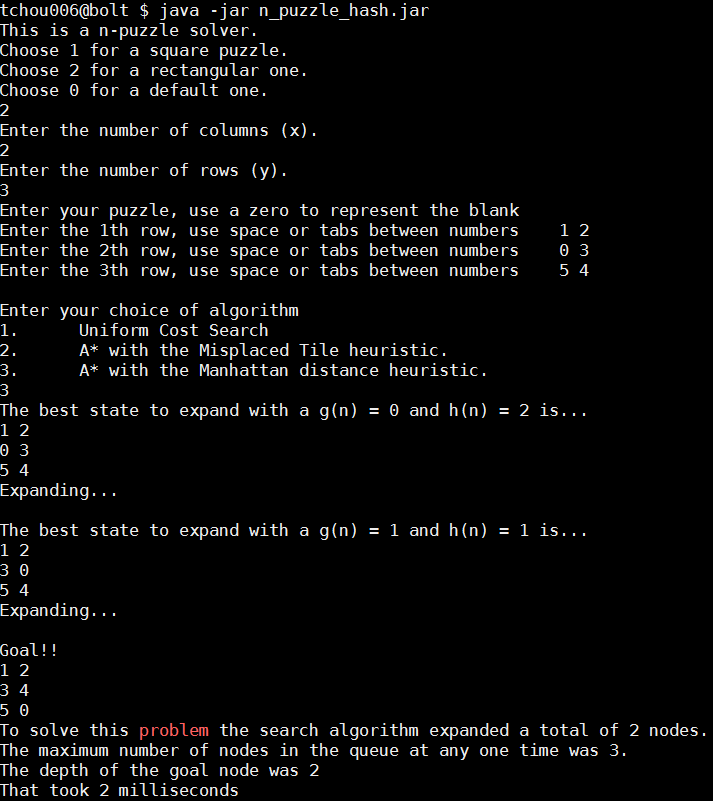 tchou006@bolt $ java -jar n_puzzle_hash.jar
This is a n-puzzle solver.
Choose 1 for a square puzzle.
Choose 2 for a rectangular one.
Choose 0 for a default one.
2
Enter the number of columns (x).
2
Enter the number of rows (y).
3
Enter your puzzle, use a zero to represent the blank
Enter the 1th row, use space or tabs between numbers    1 2
Enter the 2th row, use space or tabs between numbers    0 3
Enter the 3th row, use space or tabs between numbers    5 4

Enter your choice of algorithm
1.      Uniform Cost Search
2.      A* with the Misplaced Tile heuristic.
3.      A* with the Manhattan distance heuristic.
3
The best state to expand with a g(n) = 0 and h(n) = 2 is...
1 2
0 3
5 4
Expanding...

The best state to expand with a g(n) = 1 and h(n) = 1 is...
1 2
3 0
5 4
Expanding...

Goal!!
1 2
3 4
5 0
To solve this problem the search algorithm expanded a total of 2 nodes.
The maximum number of nodes in the queue at any one time was 3.
The depth of the goal node was 2
That took 2 milliseconds